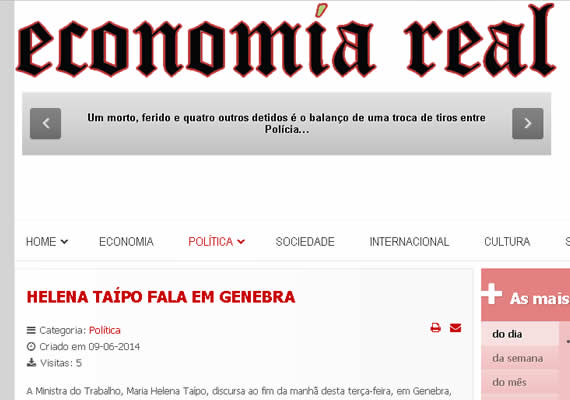 economía real
Um morto, ferido e quatro outros detidos é o balanço de uma troca de tiros entre
Polícia...
HOME ECONOMIA POLÍTICA SOCIEDADE INTERNACIONAL CULTURA S
HELENA TAÍPO FALA EM GENEBRA
Categoria: Política
Criado em 09-06-2014
Visitas: 5
A Ministra do Trabalho, Maria Helena Taípo, discursa ao fim da manhã desta terça-feira, em Genebra,
+ As mais
do dia
da semana
do mês